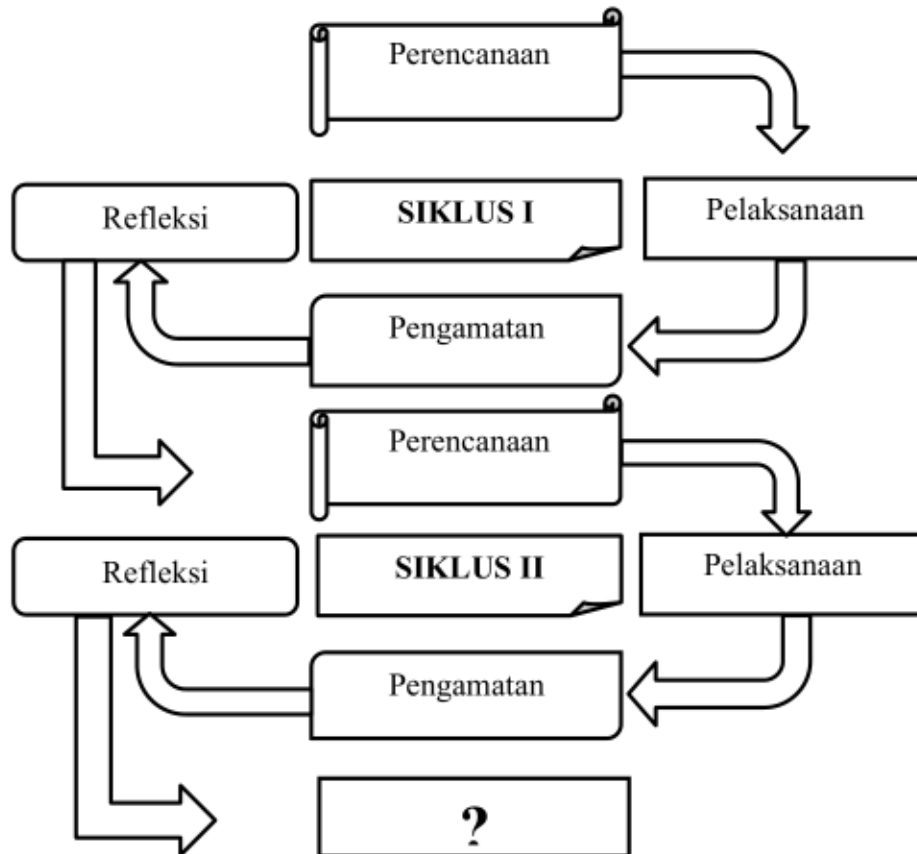 Perencanaan
Refleksi
SIKLUS I
Pelaksanaan
Pengamatan
Perencanaan
Refleksi
SIKLUS II
Pelaksanaan
Pengamatan
?